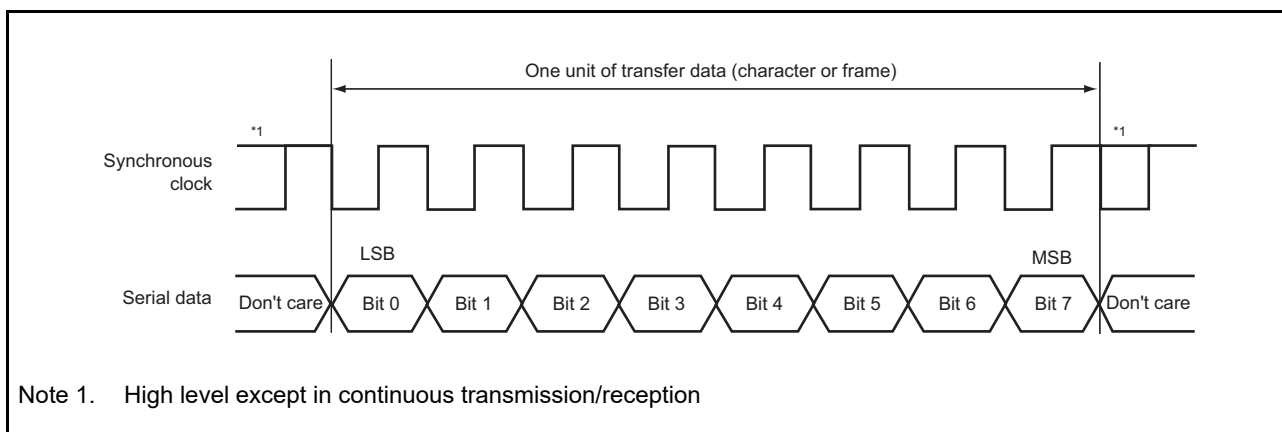 One unit of transfer data (character or frame)
*1
*1
Synchronous
clock
LSB
MSB
Serial data
Don't care
Bit 0
Bit 1
Bit 2
Bit 3
Bit 4
Bit 5
Bit 6
Bit 7
Don't care
Note 1. High level except in continuous transmission/reception